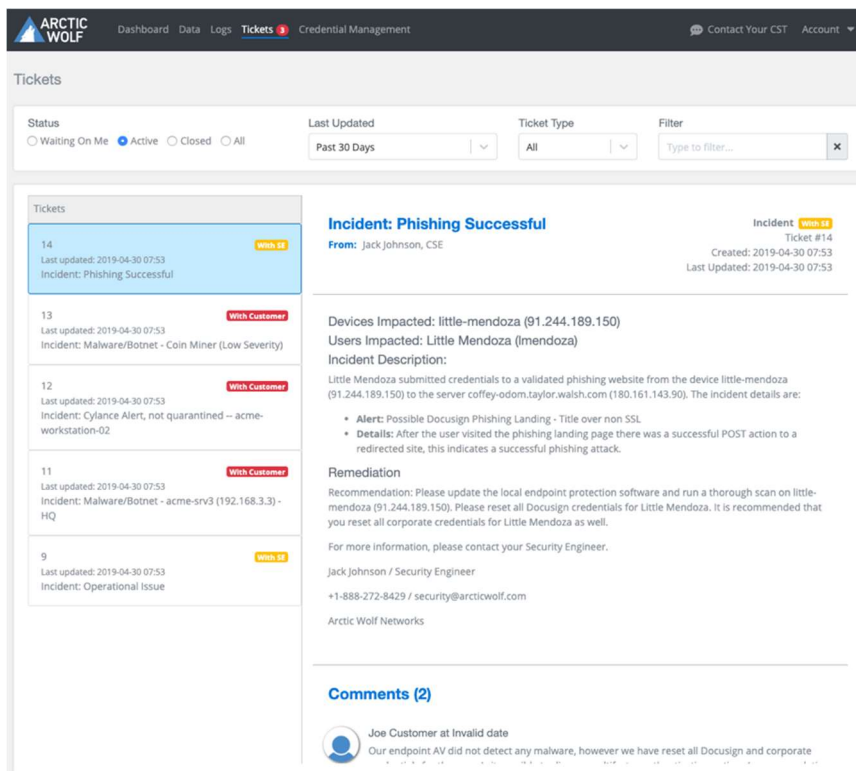 ARCTIC
WOLF
Dashboard Data Logs Tickets 3 Credential Management
Contact Your CST Account
Tickets
Status
Waiting On Me Active Closed All
Last Updated
Past 30 Days
Ticket Type
All
Filter
Type to filter...
Tickets
14 With SE
Last updated: 2019-04-30 07:53
Incident: Phishing Successful
13 With Customer
Last updated: 2019-04-30 07:53
Incident: Malware/Botnet - Coin Miner (Low Severity)
12 With Customer
Last updated: 2019-04-30 07:53
Incident: Cylance Alert, not quarantined -- acme-
workstation-02
11 With Customer
Last updated: 2019-04-30 07:53
Incident: Malware/Botnet - acme-srv3 (192.168.3.3) -
HQ
9 With SE
Last updated: 2019-04-30 07:53
Incident: Operational Issue
Incident: Phishing Successful
From: Jack Johnson, CSE
Incident With SE
Ticket #14
Created: 2019-04-30 07:53
Last Updated: 2019-04-30 07:53
Devices Impacted: little-mendoza (91.244.189.150)
Users Impacted: Little Mendoza (lmendoza)
Incident Description:
Little Mendoza submitted credentials to a validated phishing website from the device little-mendoza
(91.244.189.150) to the server coffey-odom.taylor.walsh.com (180.161.143.90). The incident details are:
• Alert: Possible Docusign Phishing Landing - Title over non SSL
• Details: After the user visited the phishing landing page there was a successful POST action to a
redirected site, this indicates a successful phishing attack.
Remediation
Recommendation: Please update the local endpoint protection software and run a thorough scan on little-
mendoza (91.244.189.150). Please reset all Docusign credentials for Little Mendoza. It is recommended that
you reset all corporate credentials for Little Mendoza as well.
For more information, please contact your Security Engineer.
Jack Johnson / Security Engineer
+1-888-272-8429 / security@arcticwolf.com
Arctic Wolf Networks
Comments (2)
Joe Customer at Invalid date
Our endpoint AV did not detect any malware, however we have reset all Docusign and corporate